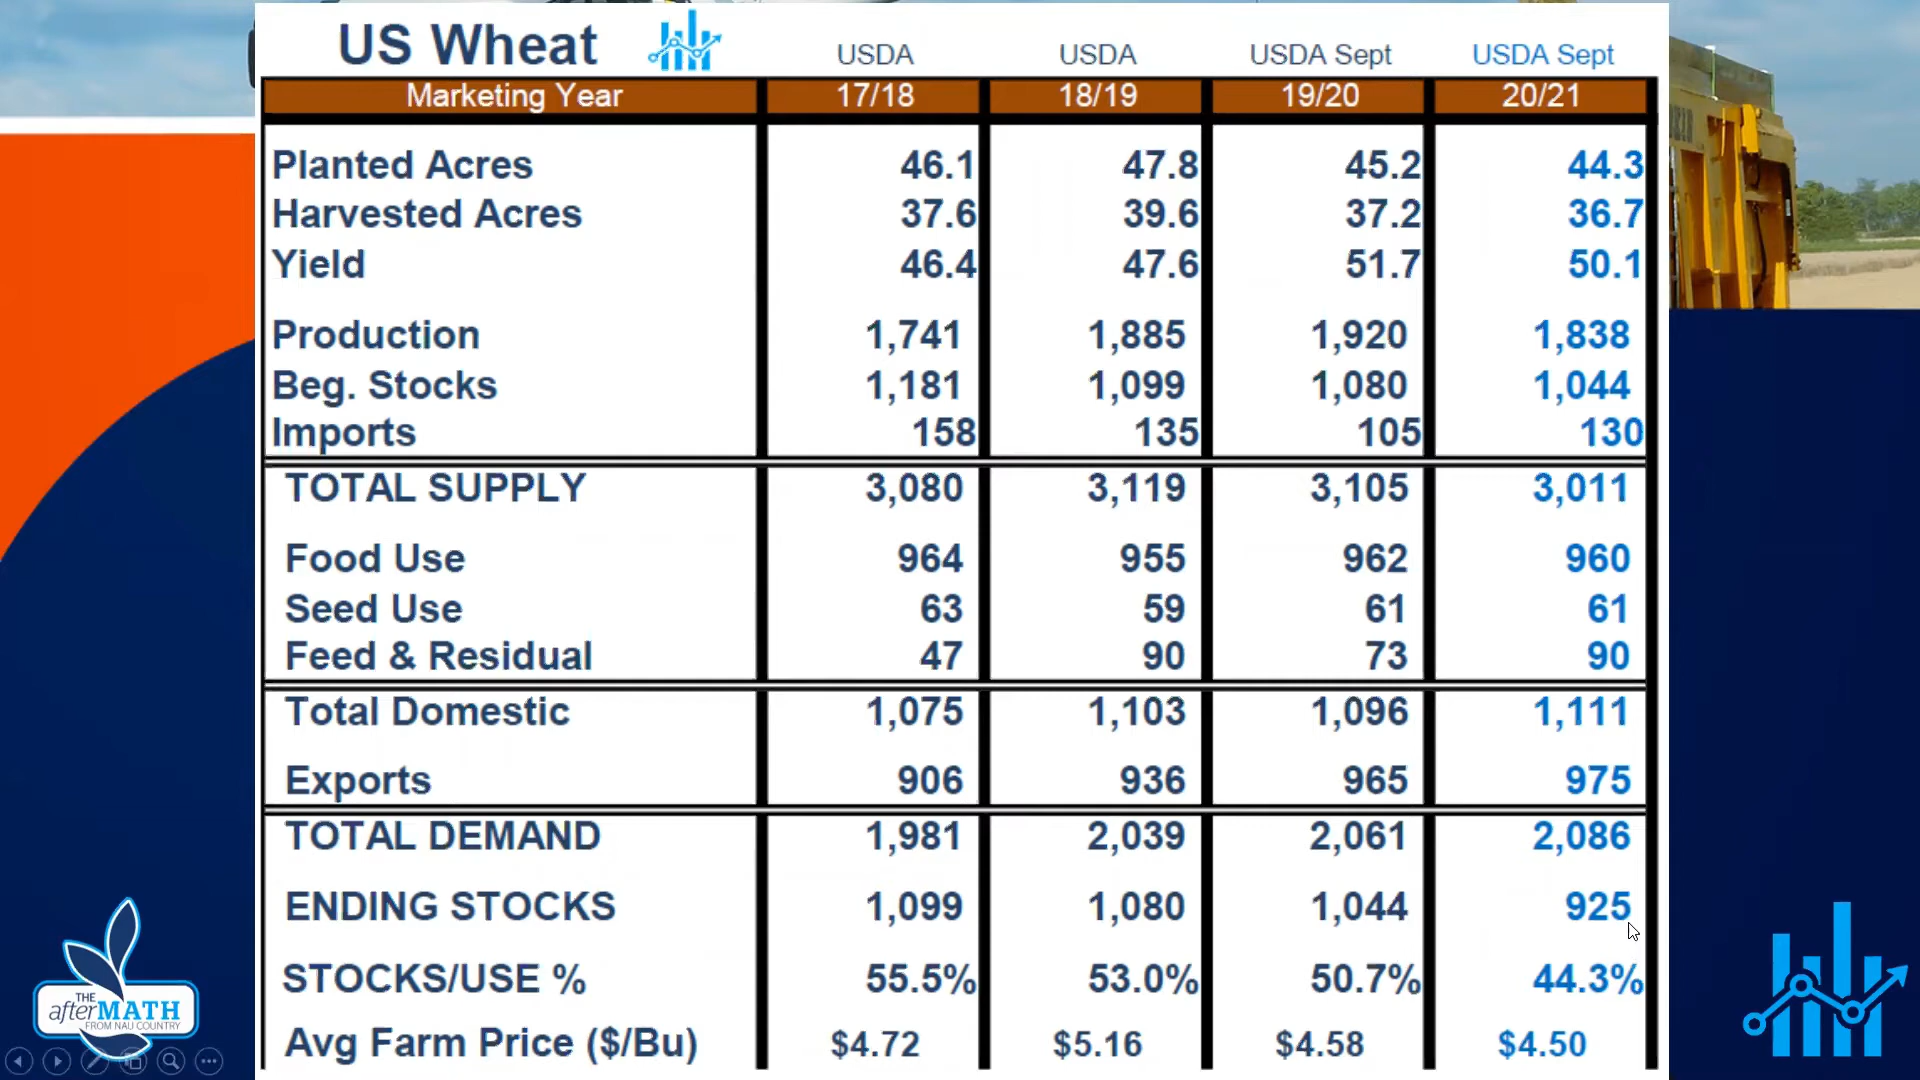 US Wheat USDA USDA USDA Sept USDA Sept
Marketing Year 17/18 18/19 19/20 20/21
Planted Acres 46.1 47.8 45.2 44.3
Harvested Acres 37.6 39.6 37.2 36.7
Yield 46.4 47.6 51.7 50.1
Production 1,741 1,885 1,920 1,838
Beg. Stocks 1,181 1,099 1,080 1,044
Imports 158 135 105 130
TOTAL SUPPLY 3,080 3,119 3,105 3,011
Food Use 964 955 962 960
Seed Use 63 59 61 61
Feed & Residual 47 90 73 90
Total Domestic 1,075 1,103 1,096 1,111
Exports 906 936 965 975
TOTAL DEMAND 1,981 2,039 2,061 2,086
ENDING STOCKS 1,099 1,080 1,044 925
STOCKS/USE % 55.5% 53.0% 50.7% 44.3%
Avg Farm Price ($/Bu) $4.72 $5.16 $4.58 $4.50
THE
afterMATH
FROM NAU COUNTRY